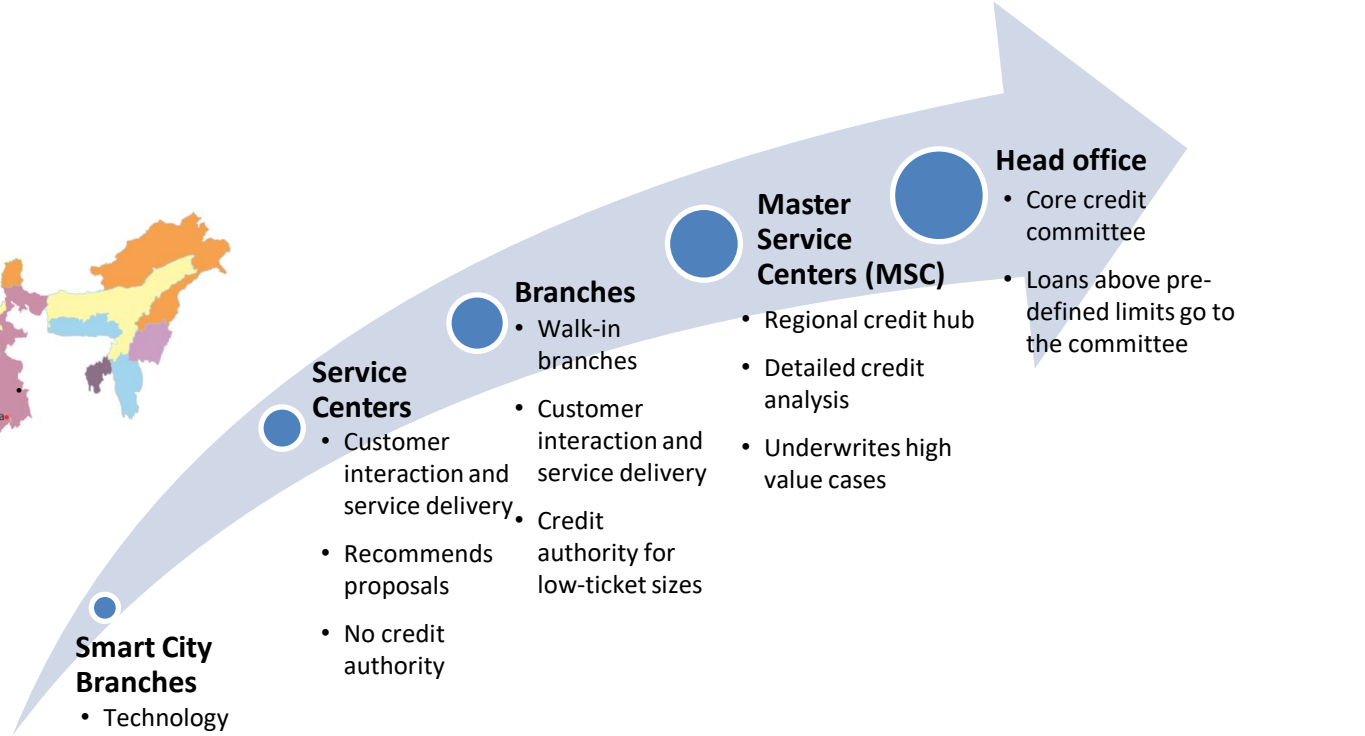 Smart City
Branches
• Technology
Service
Centers
• Customer
interaction and
service delivery
• Recommends
proposals
• No credit
authority
Branches
• Walk-in
branches
• Customer
interaction and
service delivery
• Credit
authority for
low-ticket sizes
Master
Service
Centers (MSC)
• Regional credit hub
• Detailed credit
analysis
• Underwrites high
value cases
Head office
• Core credit
committee
• Loans above pre-
defined limits go to
the committee